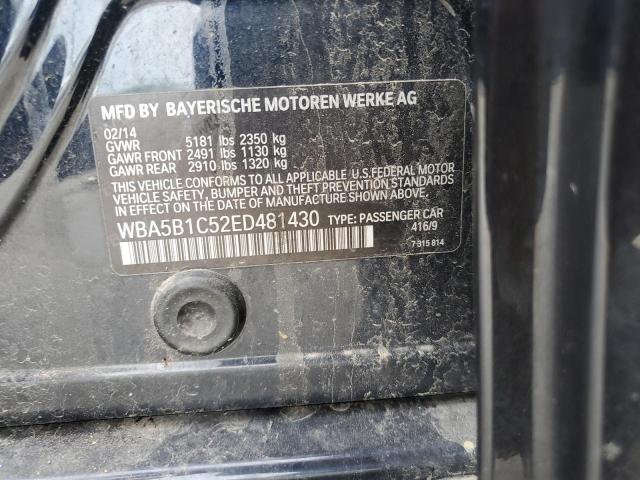 MFD BY BAYERISCHE MOTOREN WERKE AG
02/14
GVWR 5181 lbs 2350 kg
GAWR FRONT 2491 lbs 1130 kg
GAWR REAR 2910 lbs 1320 kg
THIS VEHICLE CONFORMS TO ALL APPLICABLE U.S.FEDERAL MOTOR
VEHICLE SAFETY, BUMPER AND THEFT PREVENTION STANDARDS
IN EFFECT ON THE DATE OF MANUFACTURE SHOWN ABOVE.
WBA5B1C52ED481430 TYPE: PASSENGER CAR
416/9
7 315 814